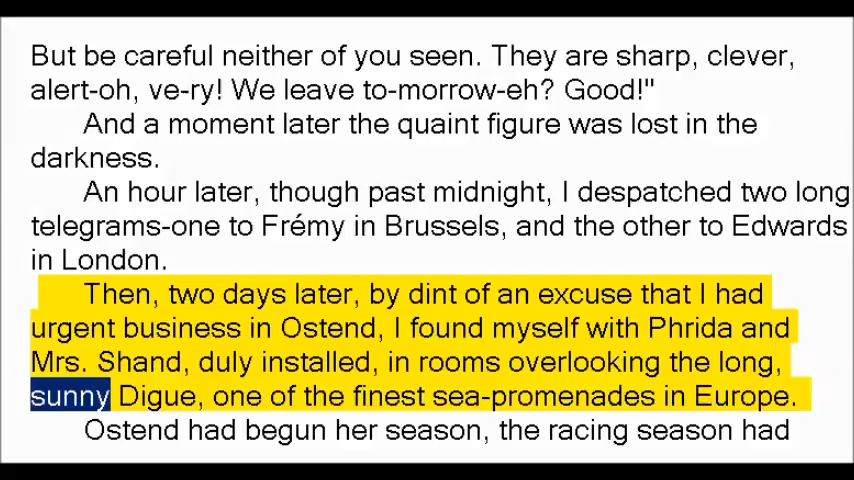 But be careful neither of you seen. They are sharp, clever,
alert-oh, ve-ry! We leave to-morrow-eh? Good!"
And a moment later the quaint figure was lost in the
darkness.
An hour later, though past midnight, I despatched two long
telegrams-one to Frémy in Brussels, and the other to Edwards
in London.
Then, two days later, by dint of an excuse that I had
urgent business in Ostend, I found myself with Phrida and
Mrs. Shand, duly installed, in rooms overlooking the long,
sunny Digue, one of the finest sea-promenades in Europe.
Ostend had begun her season, the racing season had